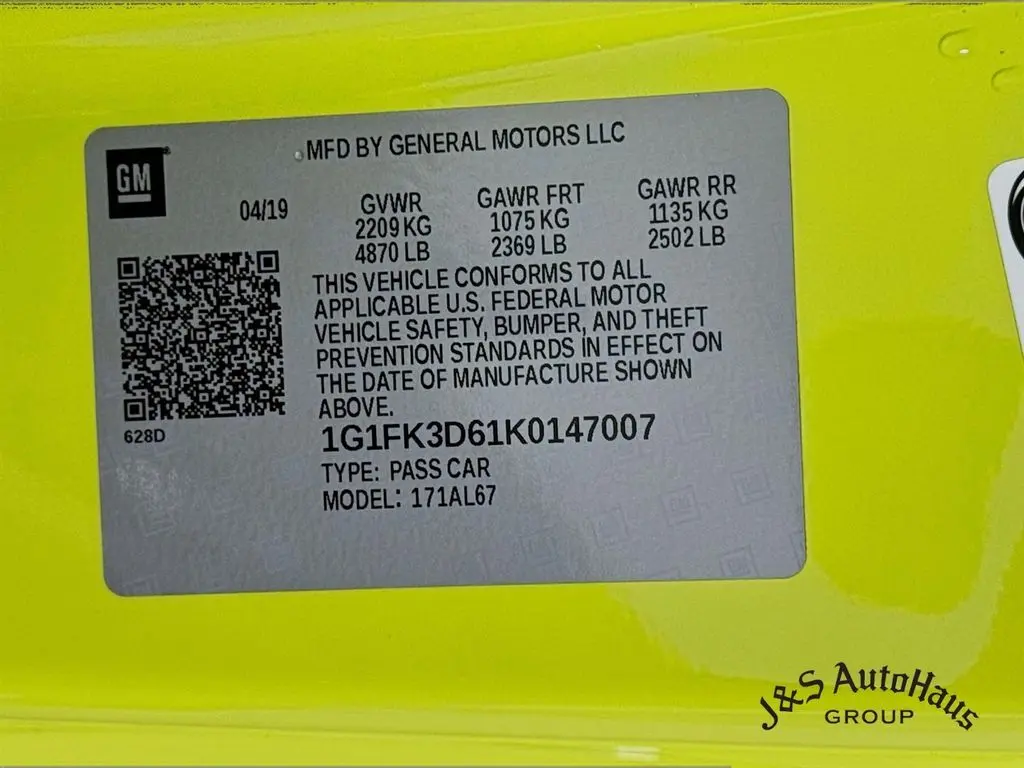 MFD BY GENERAL MOTORS LLC
GM
04/19
GVWR GAWR FRT GAWR RR
2209 KG 1075 KG 1135 KG
4870 LB 2369 LB 2502 LB
THIS VEHICLE CONFORMS TO ALL
APPLICABLE U.S. FEDERAL MOTOR
VEHICLE SAFETY, BUMPER, AND THEFT
PREVENTION STANDARDS IN EFFECT ON
THE DATE OF MANUFACTURE SHOWN
ABOVE.
628D
1G1FK3D61K0147007
TYPE: PASS CAR
MODEL: 171AL67
J&S AutoHaus
GROUP